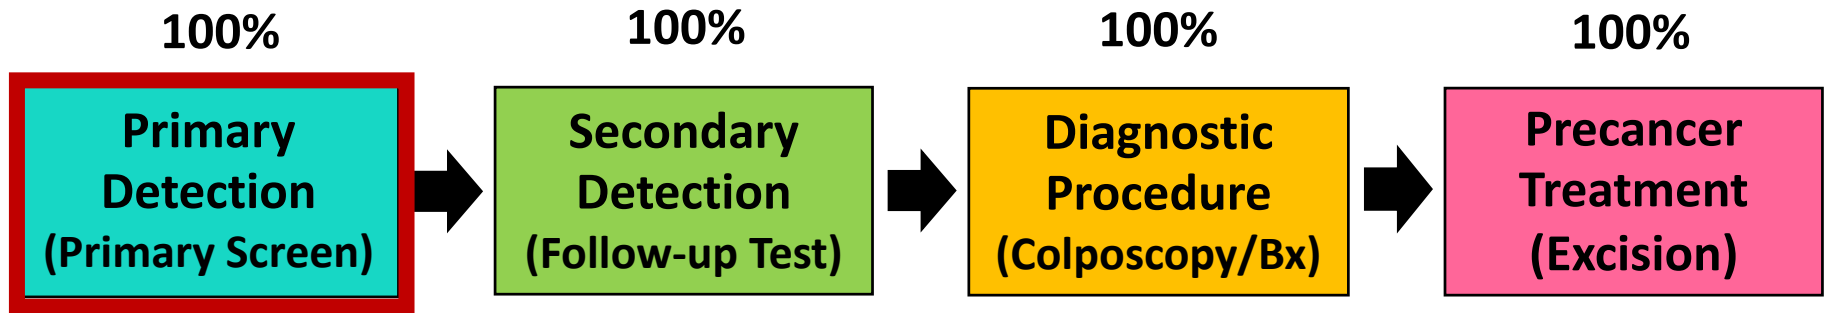 100%
100%
100%
100%
Primary
Detection
(Primary Screen)
Secondary
Detection
(Follow-up Test)
Diagnostic
Procedure
(Colposcopy/Bx)
Precancer
Treatment
(Excision)